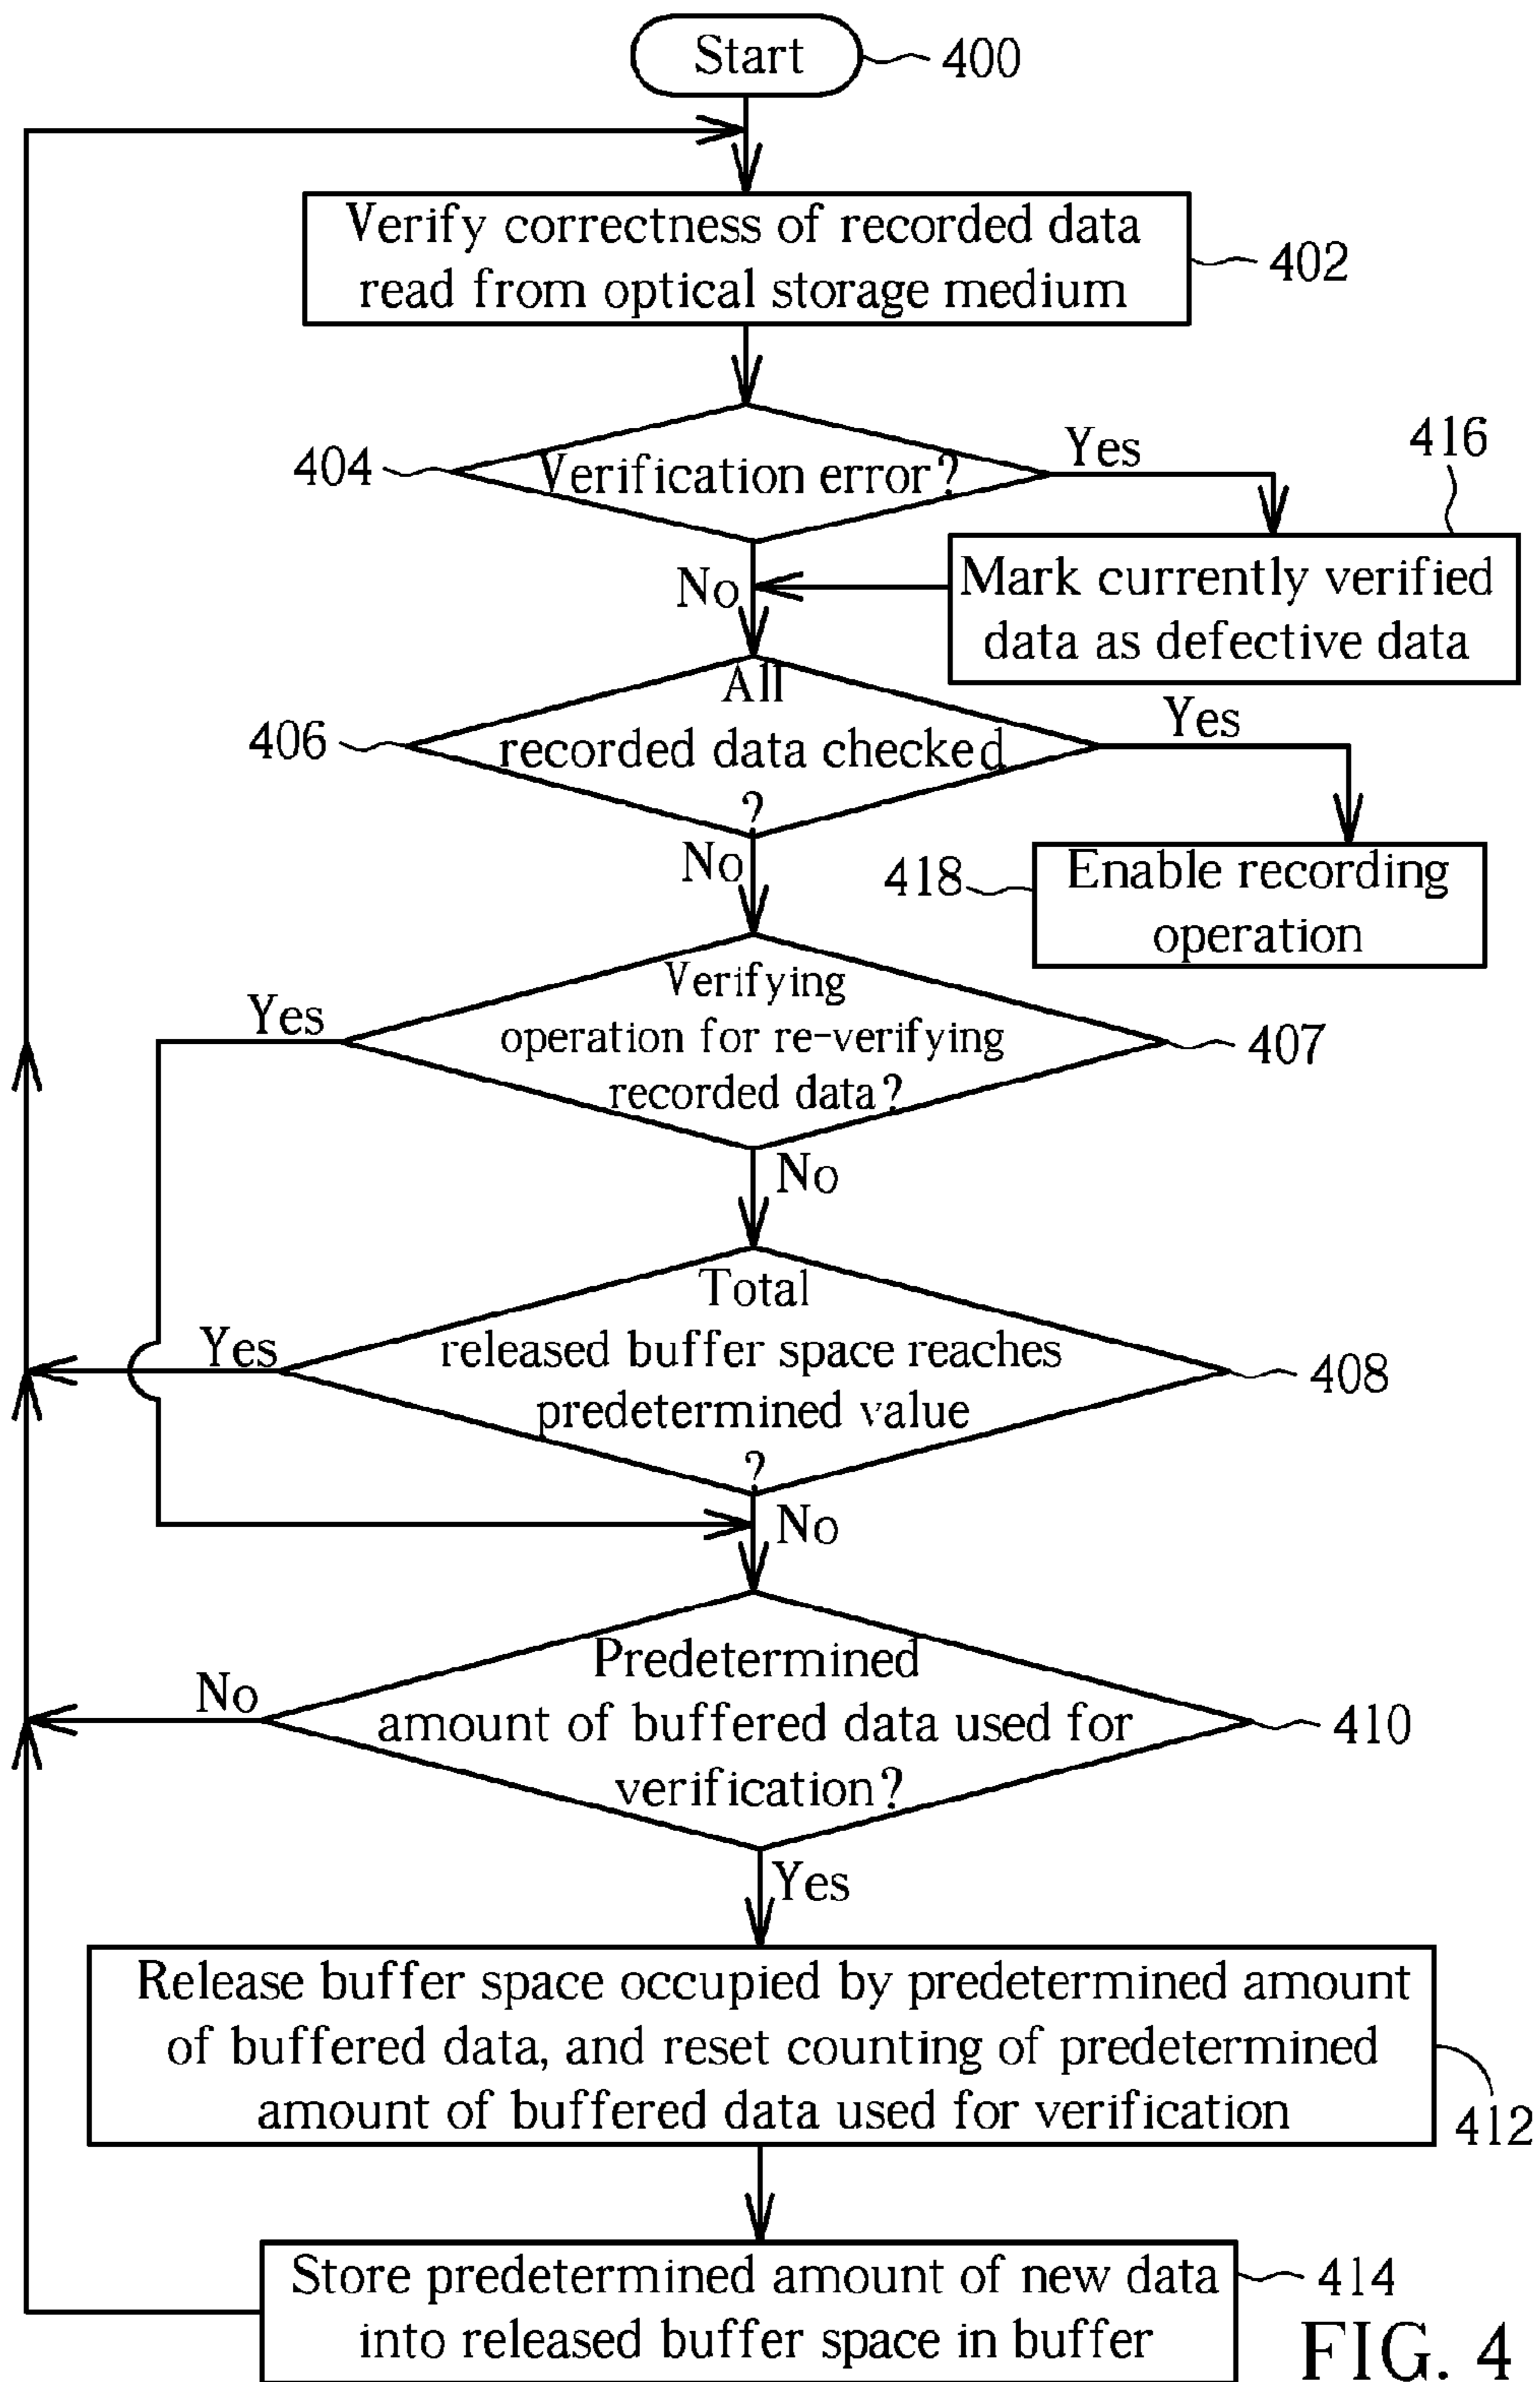 Start
400
Verify correctness of recorded data
read from optical storage medium
402
404
Verification error?
Yes
416
No
Mark currently verified
data as defective data
All
recorded data checked
?
406
Yes
No
418
Enable recording
operation
Yes
Verifying
operation for re-verifying
recorded data?
407
No
Yes
Total
released buffer space reaches
predetermined value
?
408
No
No
Predetermined
amount of buffered data used for
verification?
410
Yes
Release buffer space occupied by predetermined amount
of buffered data, and reset counting of predetermined
amount of buffered data used for verification
412
Store predetermined amount of new data
into released buffer space in buffer
414
FIG. 4